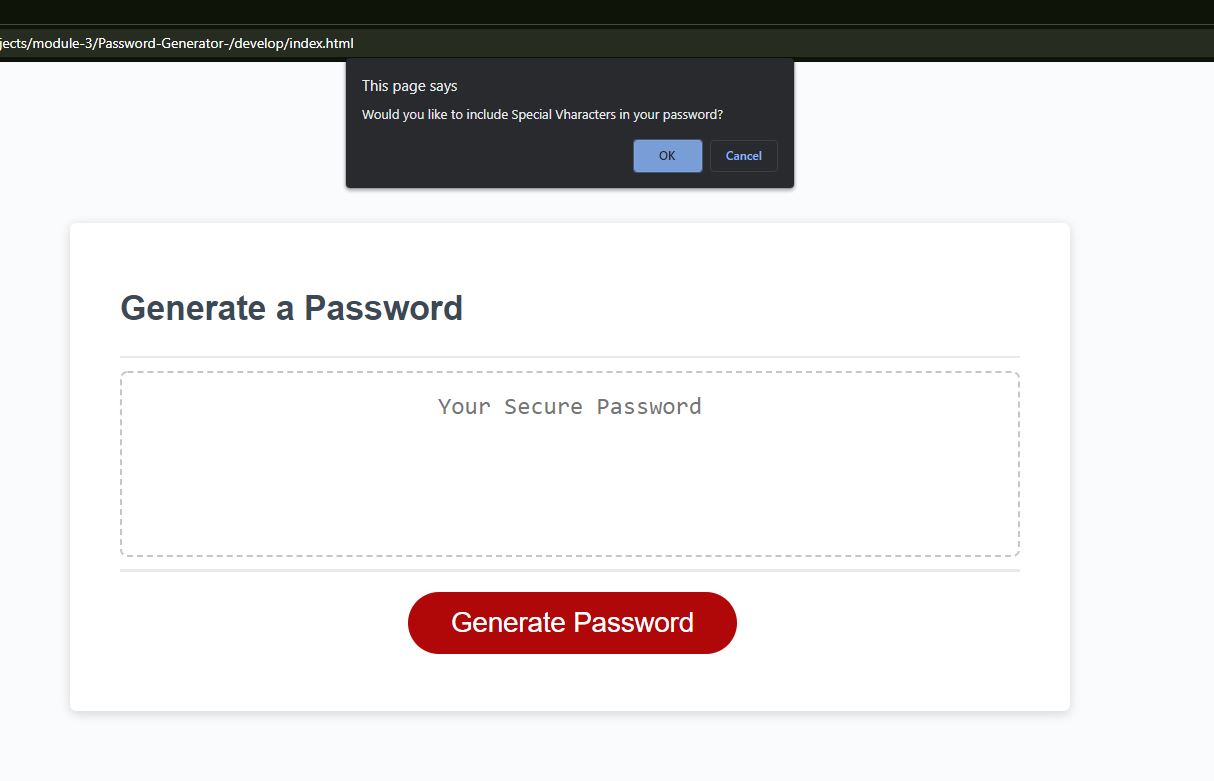 jects/module-3/Password-Generator-/develop/index.html
This page says
Would you like to include Special Vharacters in your password?
OK Cancel
Generate a Password
Your Secure Password
Generate Password